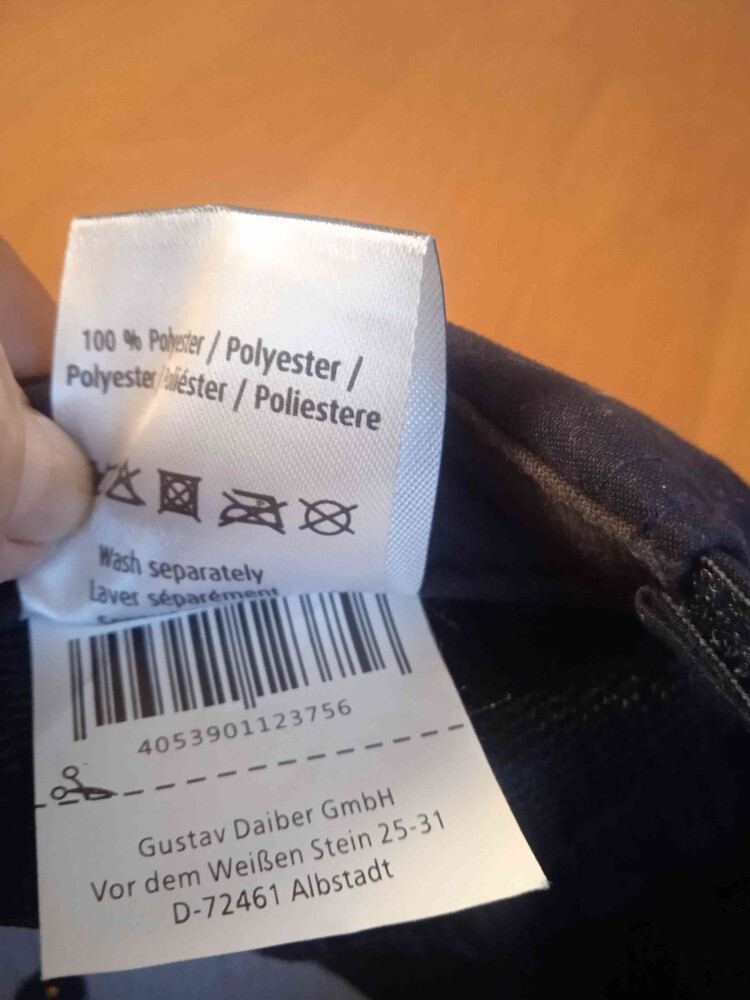 100 % Polyester / Polyester /
Polyester / Poliéster / Poliestere
Wash separately
Laver séparément
4053901123756
Gustav Daiber GmbH
Vor dem Weißen Stein 25-31
D-72461 Albstadt